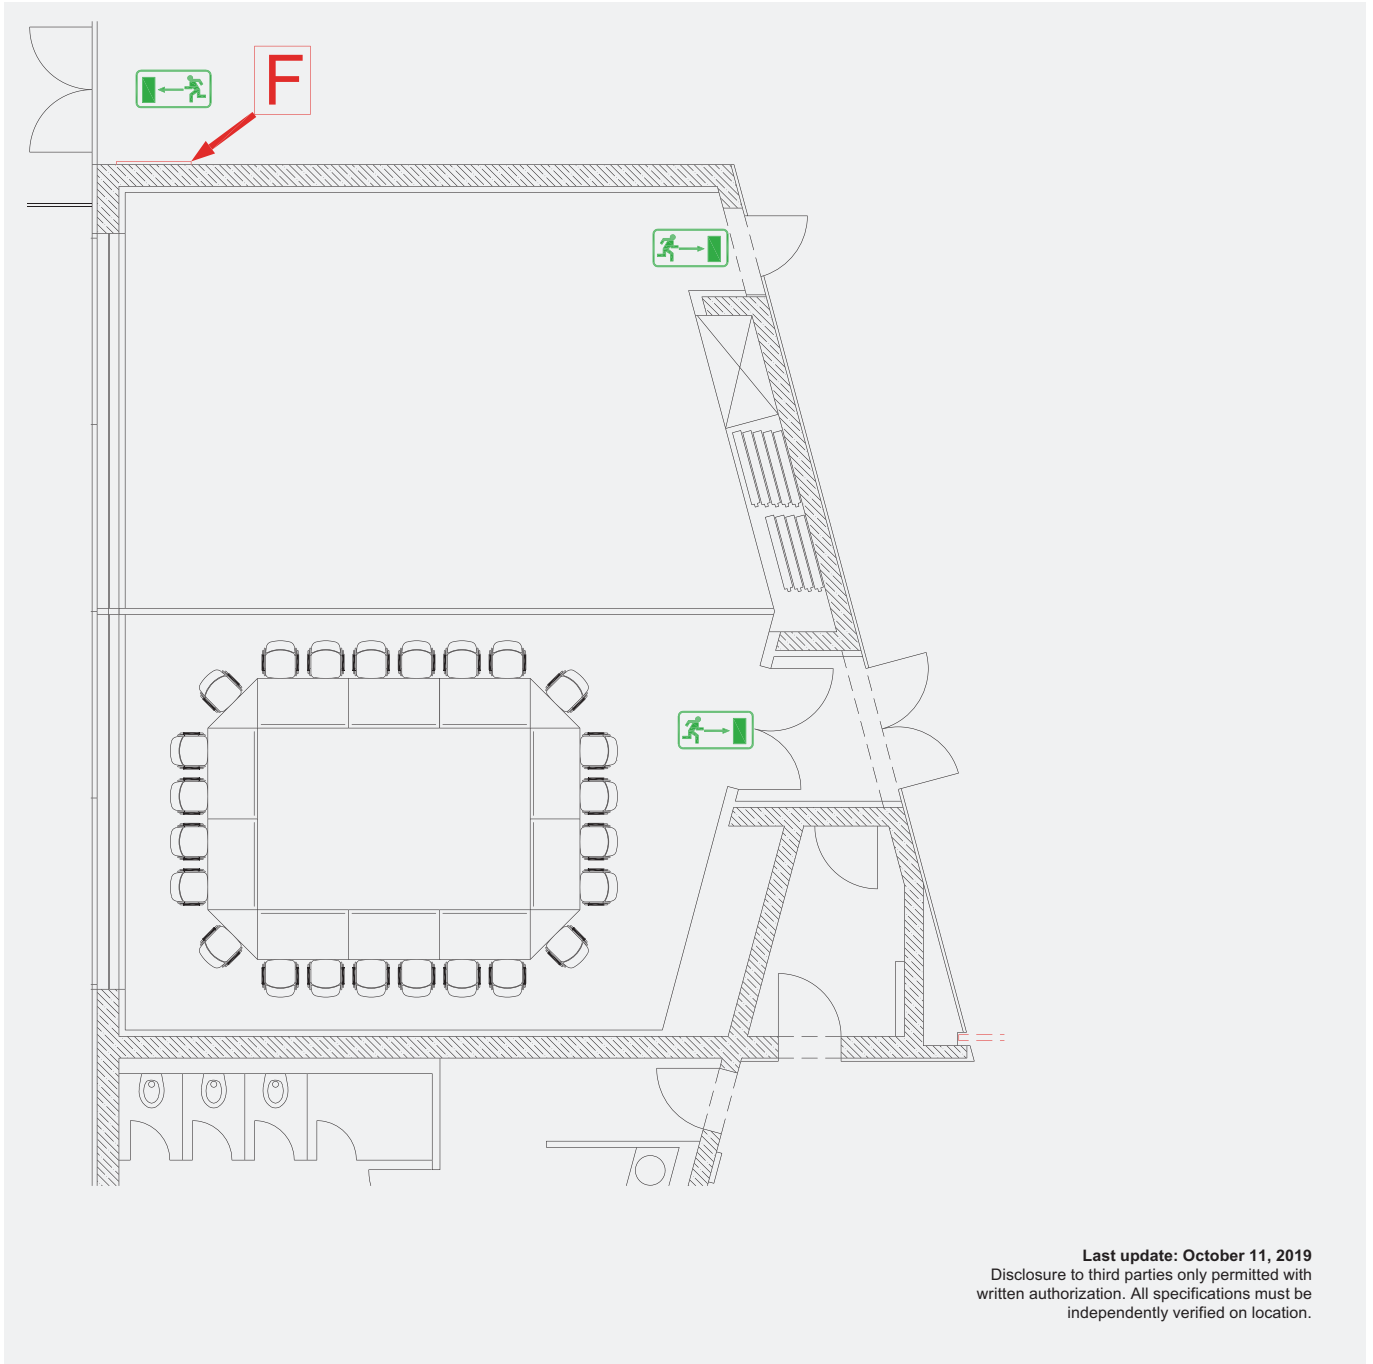 F
Last update: October 11, 2019
Disclosure to third parties only permitted with
written authorization. All specifications must be
independently verified on location.